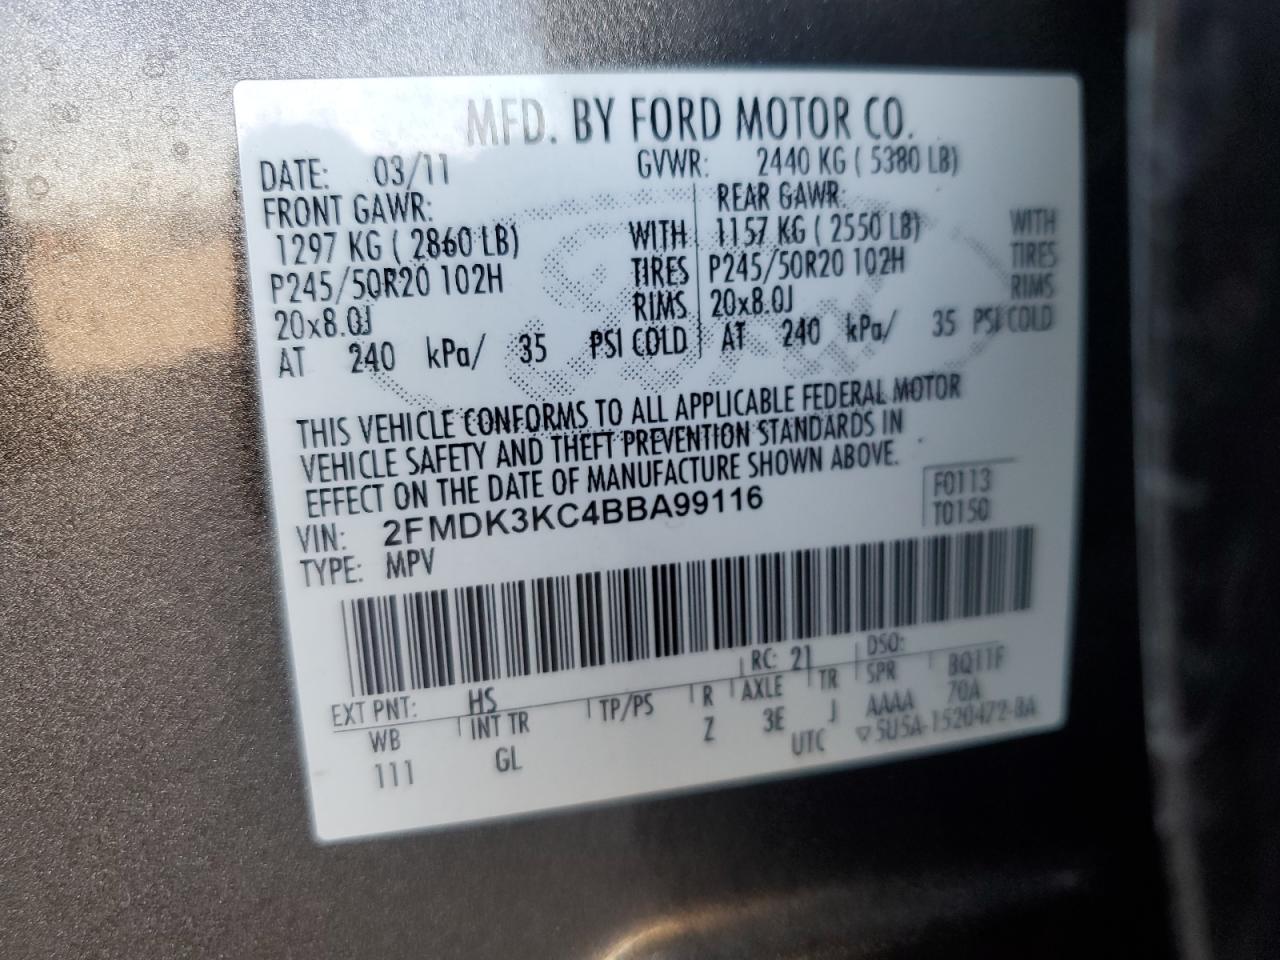 MFD. BY FORD MOTOR CO.
DATE: 03/11 GVWR: 2440 KG ( 5380 LB)
FRONT GAWR: REAR GAWR:
1297 KG ( 2860 LB) WITH 1157 KG ( 2550 LB) WITH
P245/50R20 102H TIRES P245/50R20 102H TIRES
20x8.0J RIMS 20x8.0J RIMS
AT 240 kPa/ 35 PSI COLD AT 240 kPa/ 35 PSI COLD
THIS VEHICLE CONFORMS TO ALL APPLICABLE FEDERAL MOTOR
VEHICLE SAFETY AND THEFT PREVENTION STANDARDS IN
EFFECT ON THE DATE OF MANUFACTURE SHOWN ABOVE.
VIN: 2FMDK3KC4BBA99116 F0113
TYPE: MPV T0150
EXT PNT: HS RC: 21 DSO:
WB INT TR TP/PS R AXLE TR SPR BQ11F
111 GL Z 3E J AAAA 70A
UTC ▽5U5A-1520472-BA